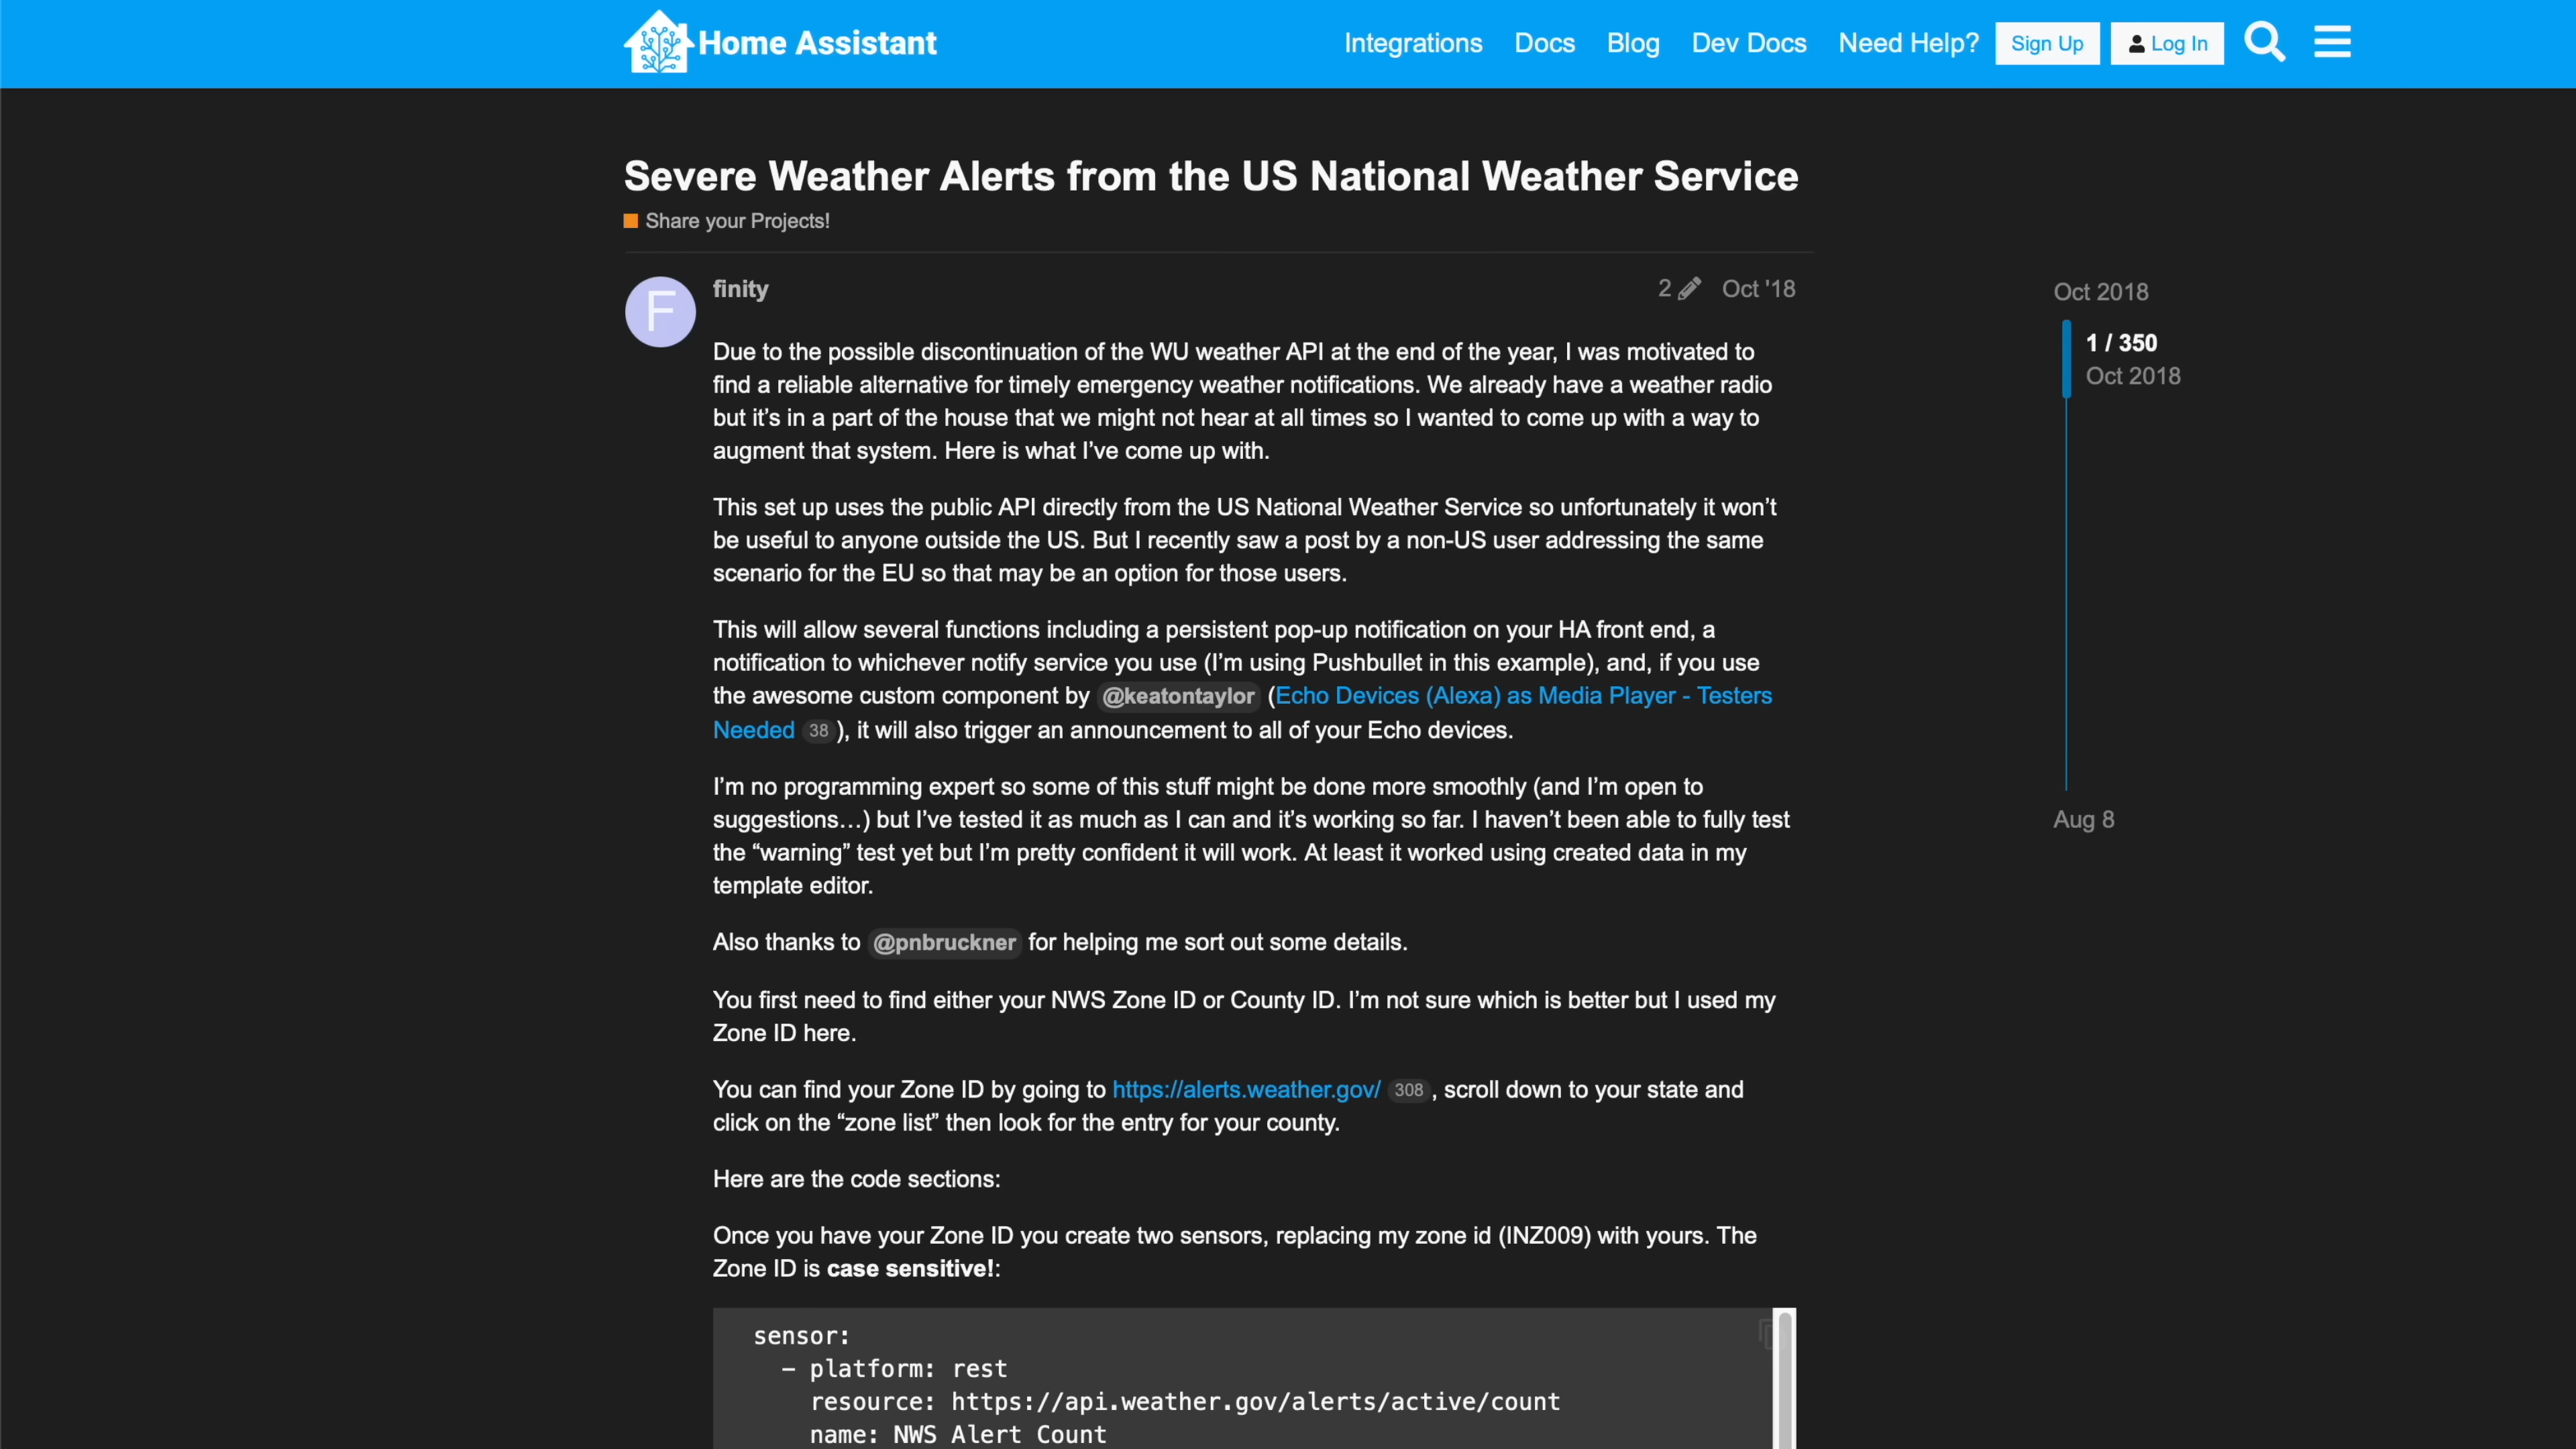 Home Assistant
Integrations Docs Blog Dev Docs Need Help? Sign Up Log In
Severe Weather Alerts from the US National Weather Service
Share your Projects!
F
finity
2 Oct '18
Due to the possible discontinuation of the WU weather API at the end of the year, I was motivated to
find a reliable alternative for timely emergency weather notifications. We already have a weather radio
but it’s in a part of the house that we might not hear at all times so I wanted to come up with a way to
augment that system. Here is what I’ve come up with.
This set up uses the public API directly from the US National Weather Service so unfortunately it won’t
be useful to anyone outside the US. But I recently saw a post by a non-US user addressing the same
scenario for the EU so that may be an option for those users.
This will allow several functions including a persistent pop-up notification on your HA front end, a
notification to whichever notify service you use (I’m using Pushbullet in this example), and, if you use
the awesome custom component by @keatontaylor (Echo Devices (Alexa) as Media Player - Testers
Needed 38 ), it will also trigger an announcement to all of your Echo devices.
I’m no programming expert so some of this stuff might be done more smoothly (and I’m open to
suggestions…) but I’ve tested it as much as I can and it’s working so far. I haven’t been able to fully test
the “warning” test yet but I’m pretty confident it will work. At least it worked using created data in my
template editor.
Also thanks to @pnbruckner for helping me sort out some details.
You first need to find either your NWS Zone ID or County ID. I’m not sure which is better but I used my
Zone ID here.
You can find your Zone ID by going to https://alerts.weather.gov/ 308 , scroll down to your state and
click on the “zone list” then look for the entry for your county.
Here are the code sections:
Once you have your Zone ID you create two sensors, replacing my zone id (INZ009) with yours. The
Zone ID is case sensitive!:
sensor:
- platform: rest
resource: https://api.weather.gov/alerts/active/count
name: NWS Alert Count
Oct 2018
1 / 350
Oct 2018
Aug 8